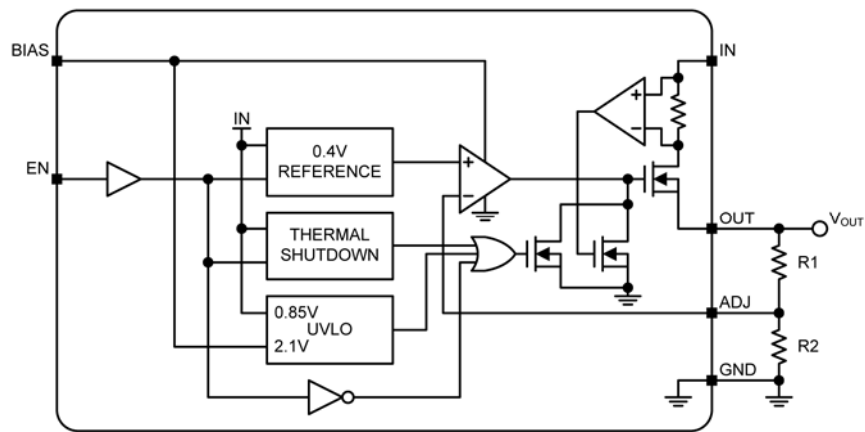 BIAS
IN
IN
+
−
0.4V
REFERENCE
EN
+
−
THERMAL
SHUTDOWN
OUT
VOUT
R1
0.85V
UVLO
2.1V
ADJ
R2
GND